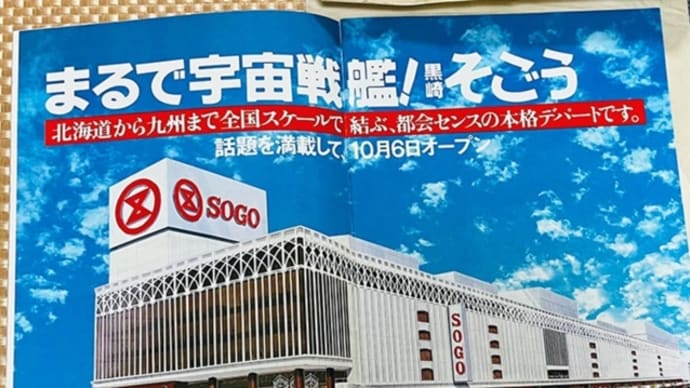 まるで宇宙戦艦!黒崎そごう
北海道から九州まで全国スケールで結ぶ、都会センスの本格デパートです。
話題を満載して、10月6日オープン
SOGO
SOGO